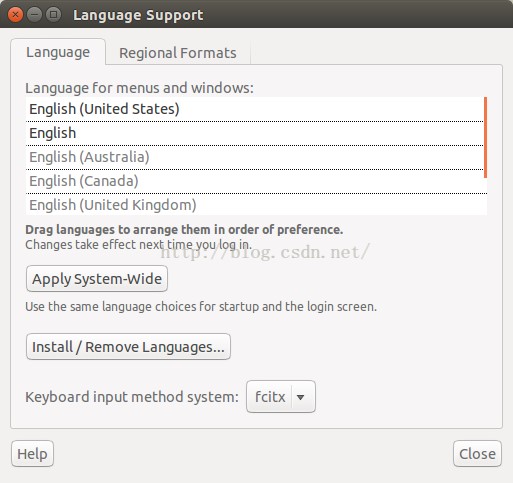 Language Support
Language
Regional Formats
Language for menus and windows:
English (United States)
English
English (Australia)
English (Canada)
English (United Kingdom)
Drag languages to arrange them in order of preference.
Changes take effect next time you log in.
http://blog.csdn.net/
Apply System-Wide
Use the same language choices for startup and the login screen.
Install / Remove Languages...
Keyboard input method system: fcitx
Help
Close